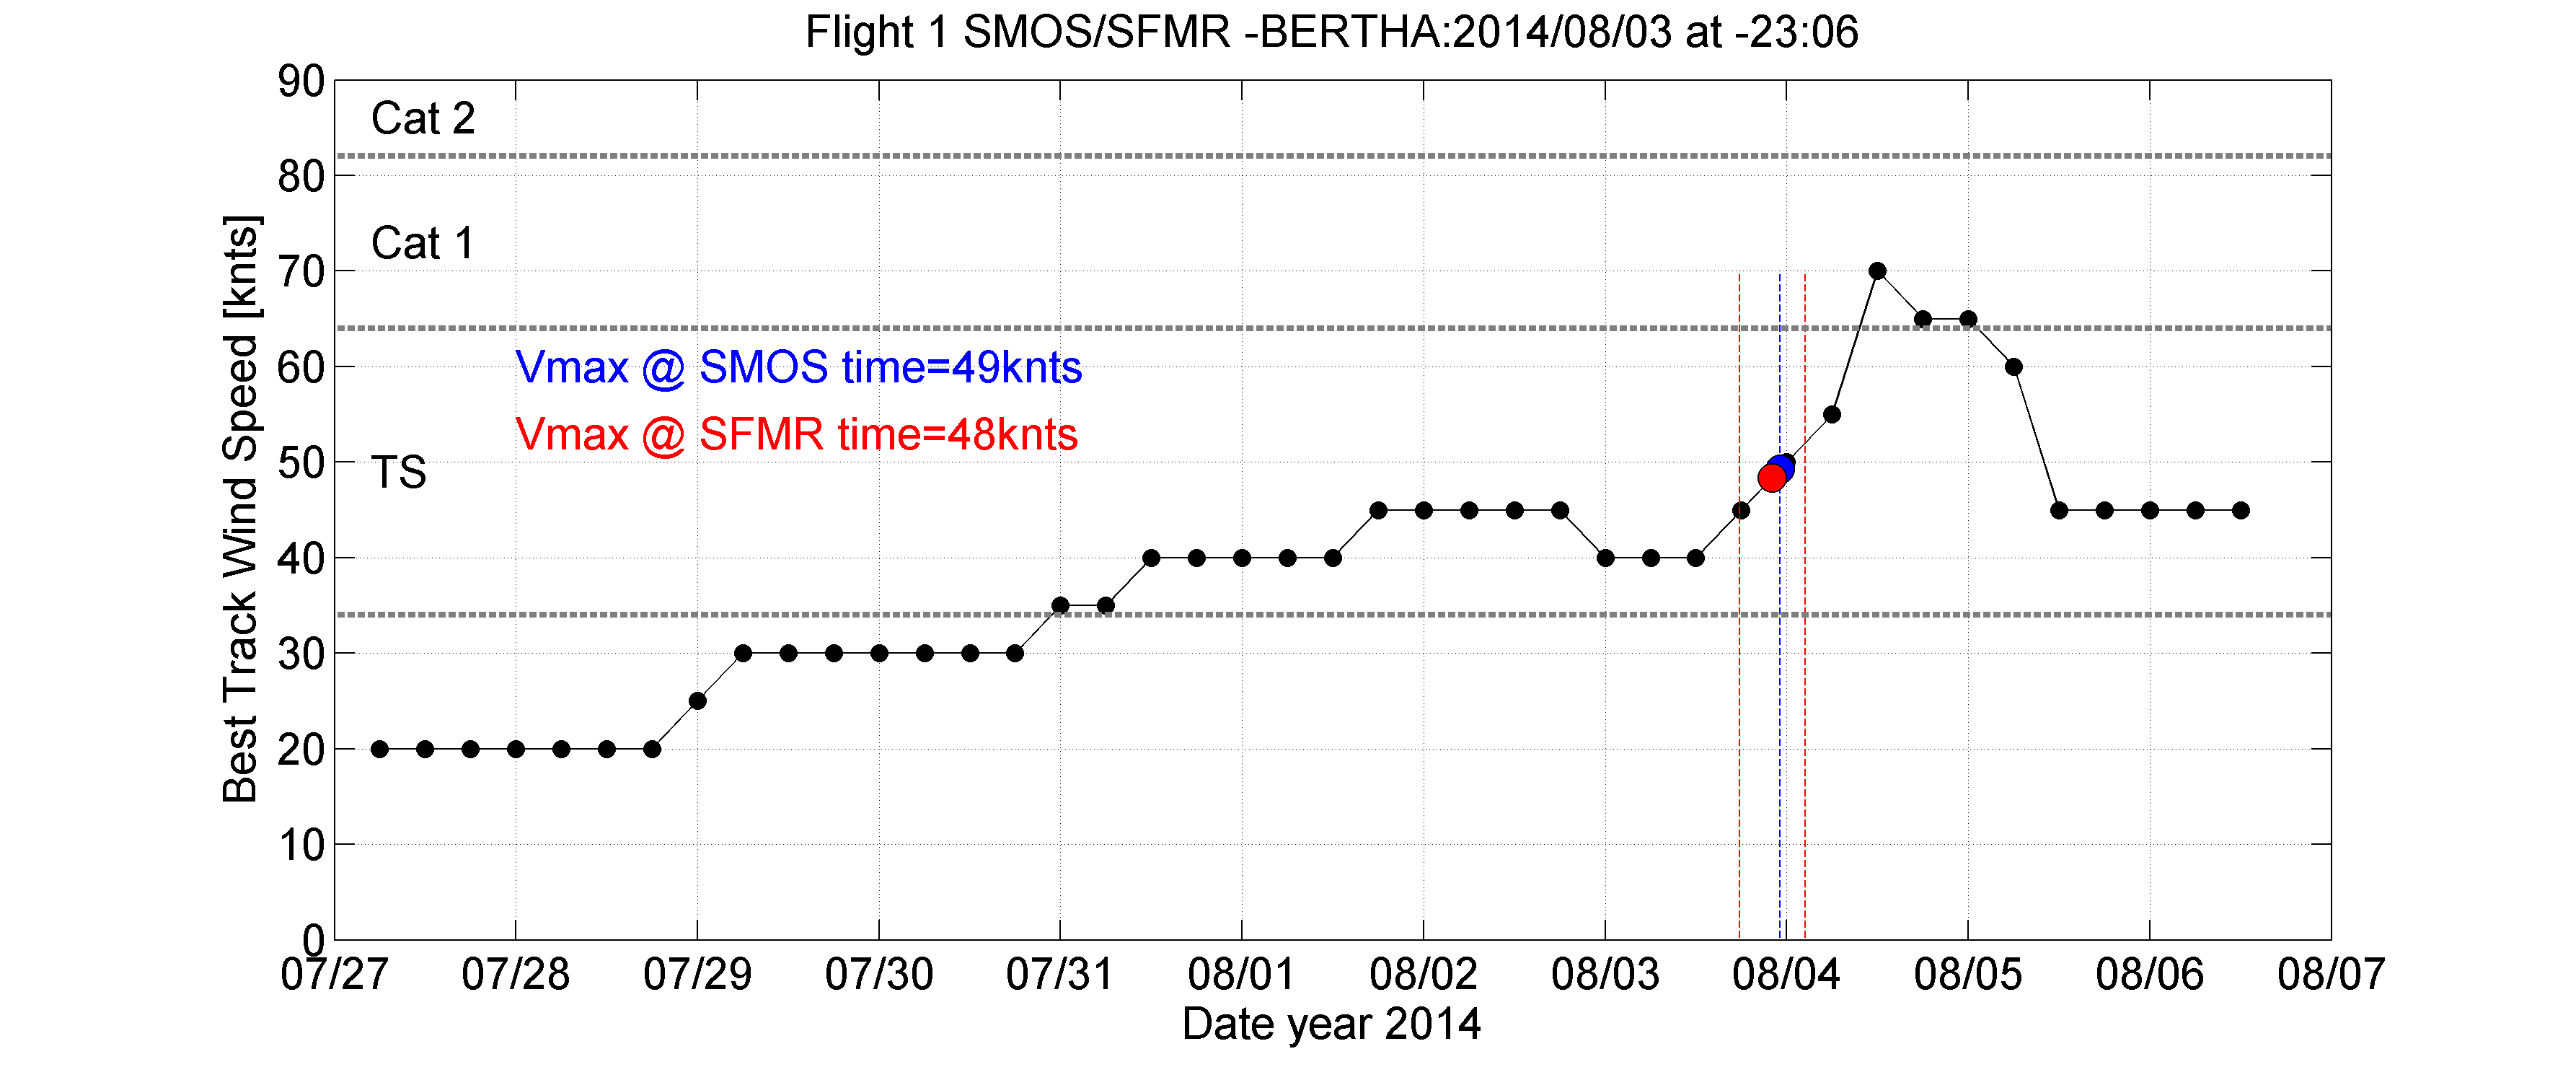 Flight 1 SMOS/SFMR -BERTHA:2014/08/03 at -23:06
90
80
70
60
50
40
30
20
10
0
Best Track Wind Speed [knts]
Cat 2
Cat 1
Vmax @ SMOS time=49knts
Vmax @ SFMR time=48knts
TS
07/27 07/28 07/29 07/30 07/31 08/01 08/02 08/03 08/04 08/05 08/06 08/07
Date year 2014